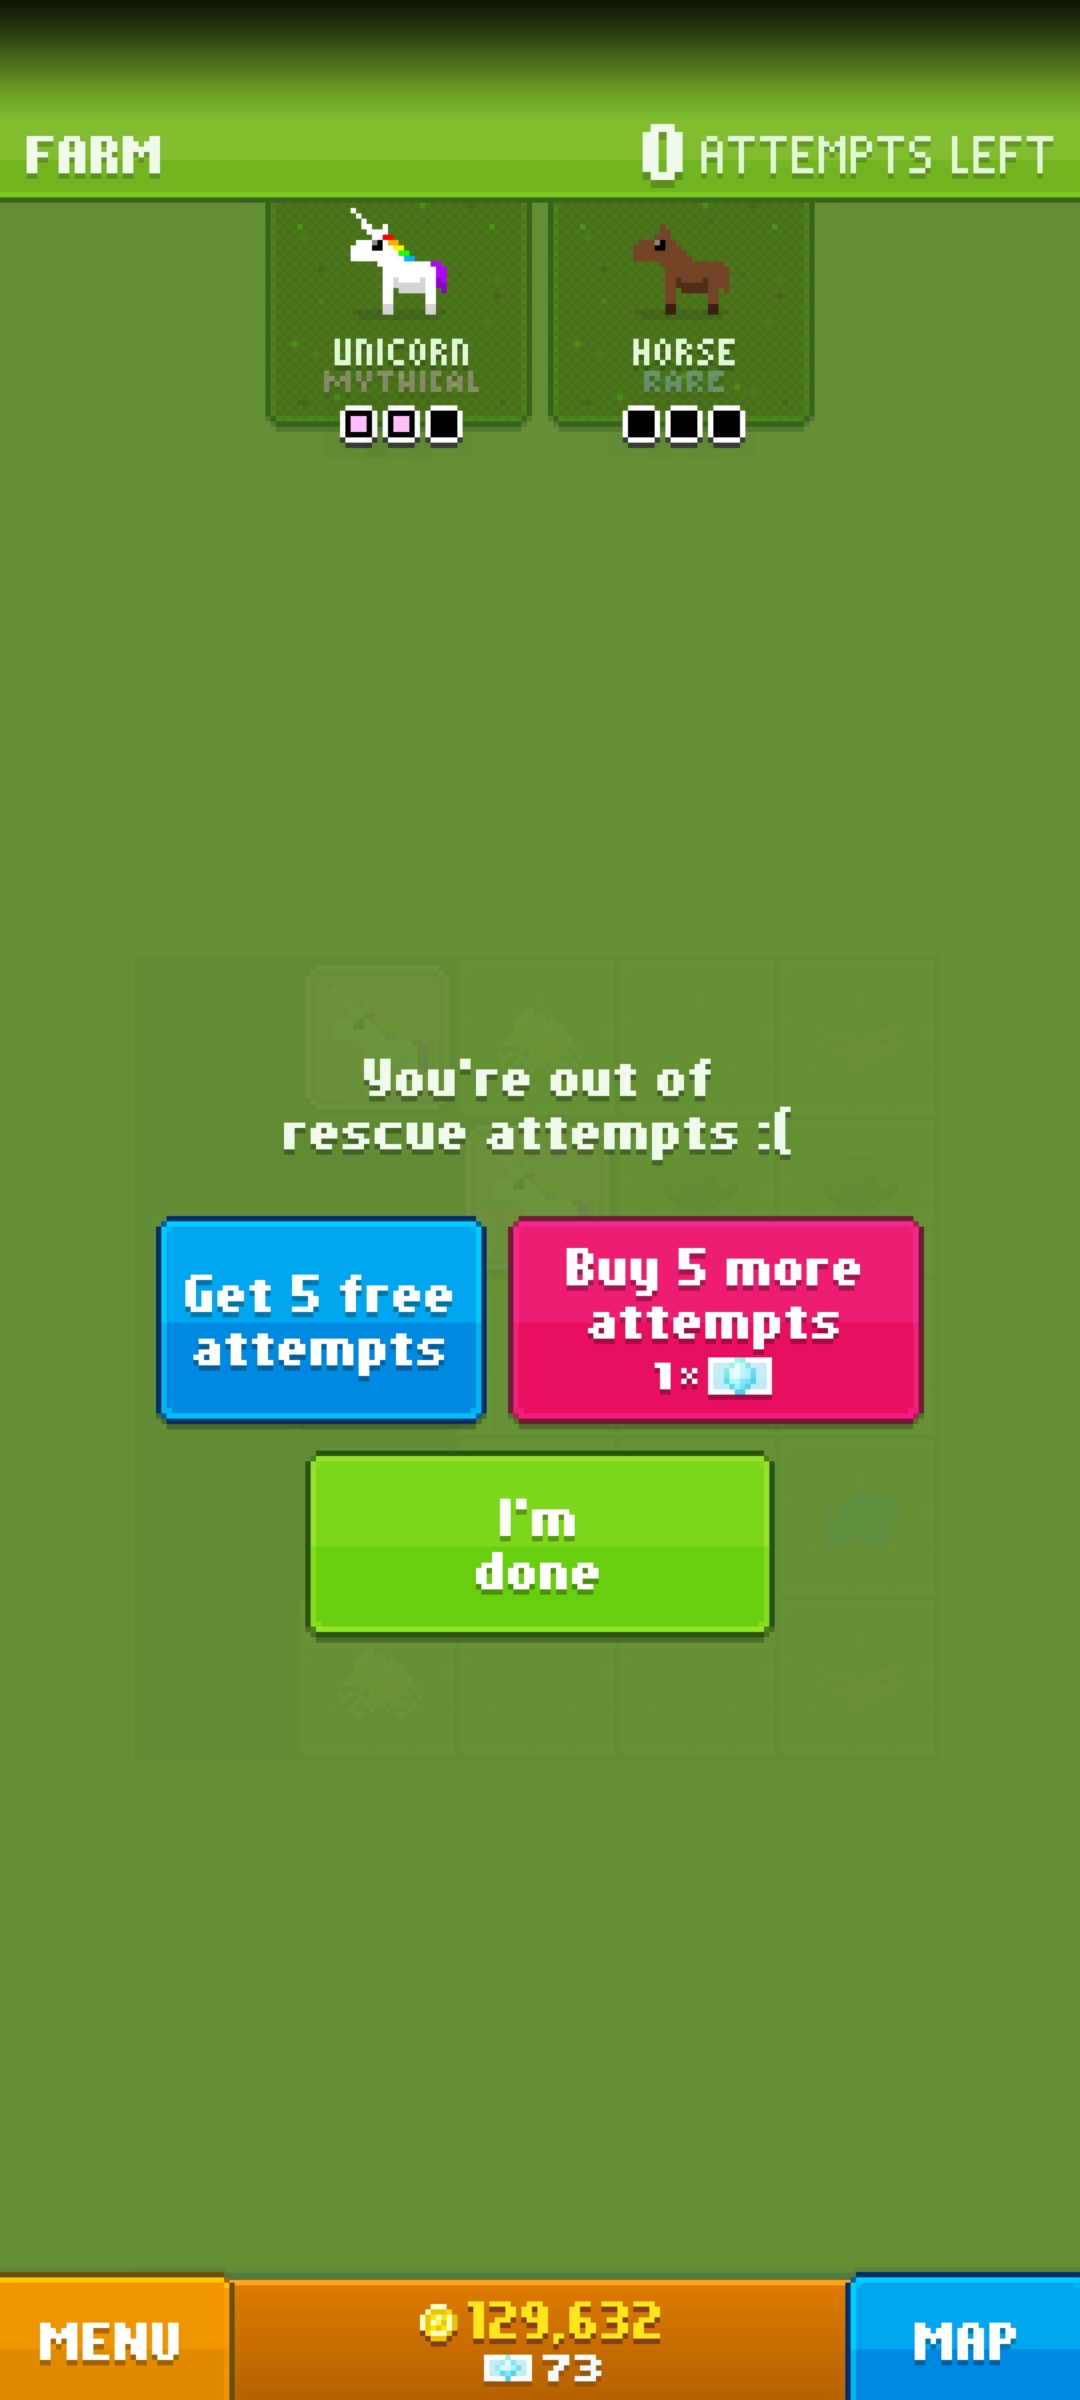 FARM
0 ATTEMPTS LEFT
UNICORN
MYTHICAL
HORSE
RARE
You're out of
rescue attempts :(
Get 5 free
attempts
Buy 5 more
attempts
1×
I'm
done
MENU
129,632
73
MAP